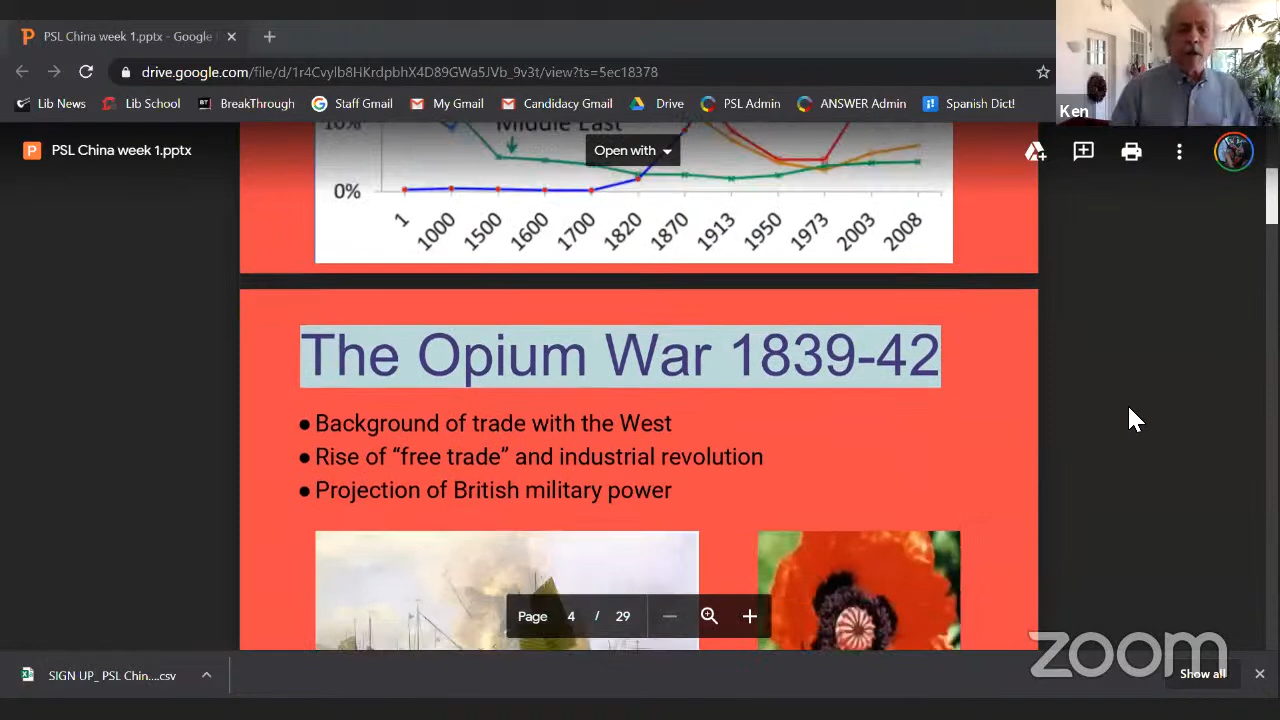 PSL China week 1.pptx - Google
drive.google.com/file/d/1r4Cvylb8HKrdpbhX4D89GWa5JVb_9v3t/view?ts=5ec18378
Lib News Lib School BreakThrough Staff Gmail My Gmail Candidacy Gmail Drive PSL Admin ANSWER Admin Spanish Dict!
Ken
PSL China week 1.pptx
Open with
10%
Middle East
0%
1 1000 1500 1600 1700 1820 1870 1913 1950 1973 2003 2008
The Opium War 1839-42
● Background of trade with the West
● Rise of “free trade” and industrial revolution
● Projection of British military power
Page 4 / 29
zoom
SIGN UP_ PSL Chin....csv
Show all